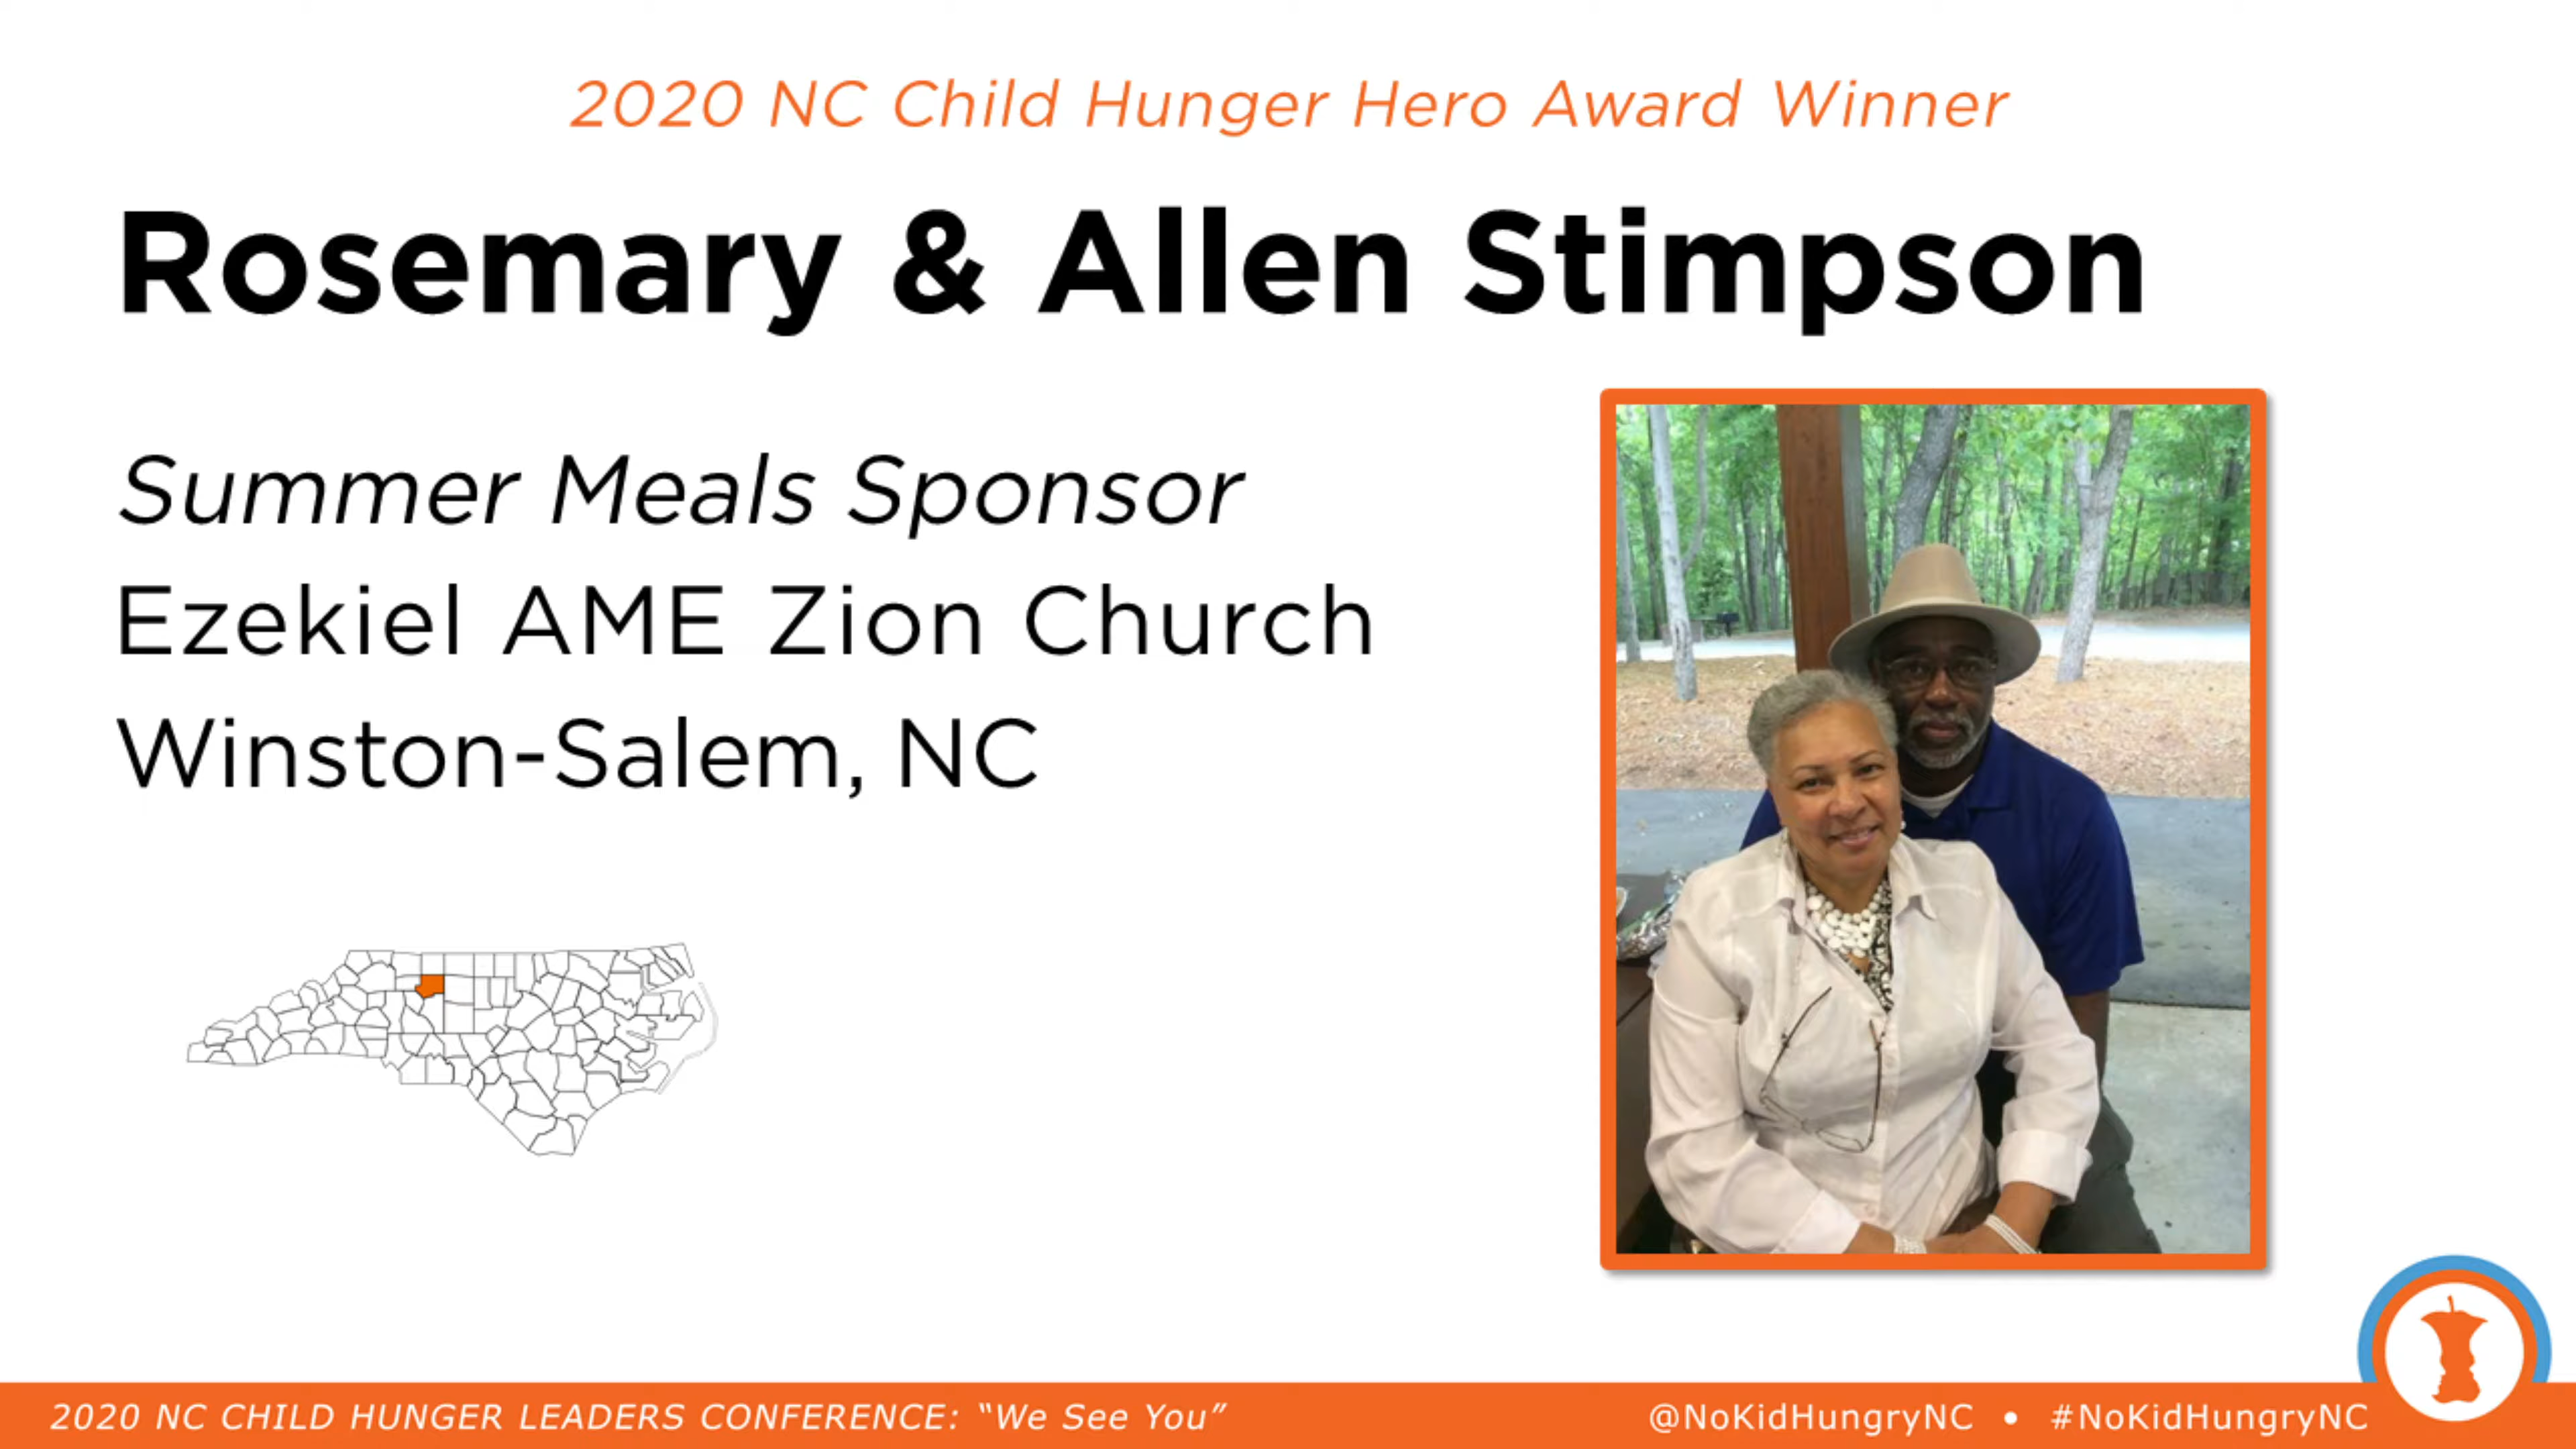 2020 NC Child Hunger Hero Award Winner
Rosemary & Allen Stimpson
Summer Meals Sponsor
Ezekiel AME Zion Church
Winston-Salem, NC
2020 NC CHILD HUNGER LEADERS CONFERENCE: “We See You”
@NoKidHungryNC • #NoKidHungryNC